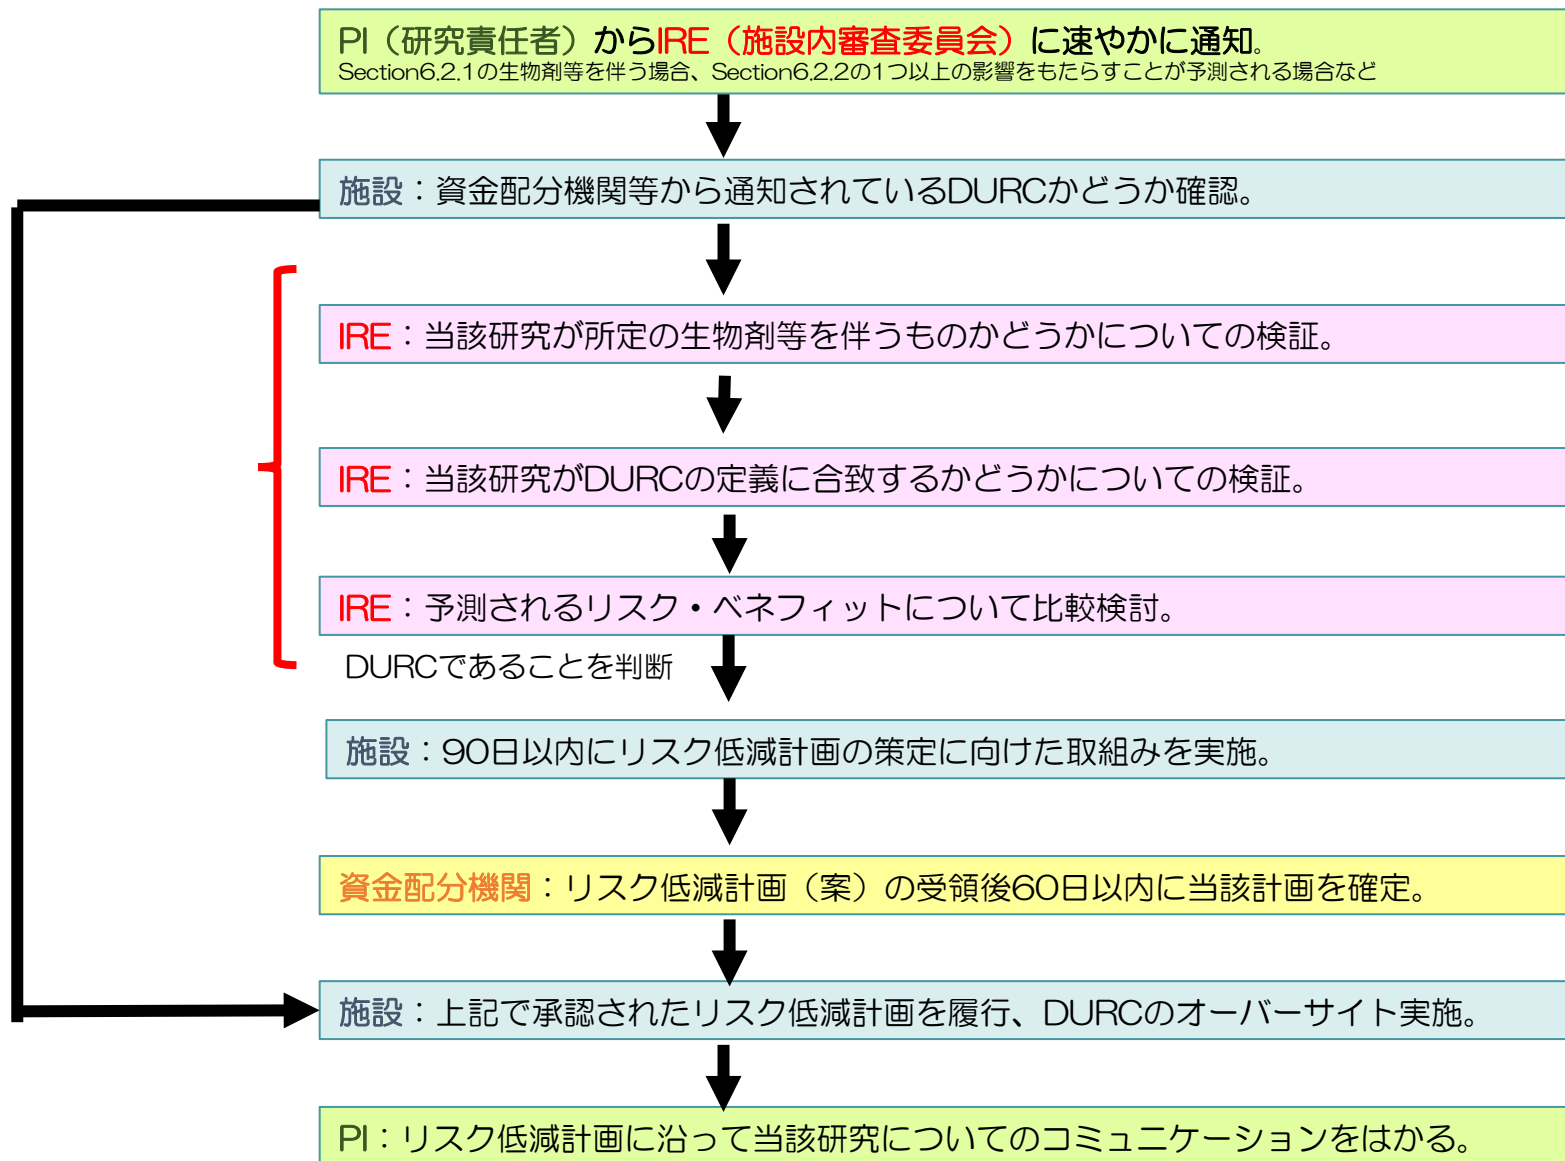 PI（研究責任者）からIRE（施設内審査委員会）に速やかに通知。
Section6.2.1の生物剤等を伴う場合、Section6.2.2の1つ以上の影響をもたらすことが予測される場合など
施設：資金配分機関等から通知されているDURCかどうか確認。
IRE：当該研究が所定の生物剤等を伴うものかどうかについての検証。
IRE：当該研究がDURCの定義に合致するかどうかについての検証。
IRE：予測されるリスク・ベネフィットについて比較検討。
DURCであることを判断
施設：90日以内にリスク低減計画の策定に向けた取組みを実施。
資金配分機関：リスク低減計画（案）の受領後60日以内に当該計画を確定。
施設：上記で承認されたリスク低減計画を履行、DURCのオーバーサイト実施。
PI：リスク低減計画に沿って当該研究についてのコミュニケーションをはかる。